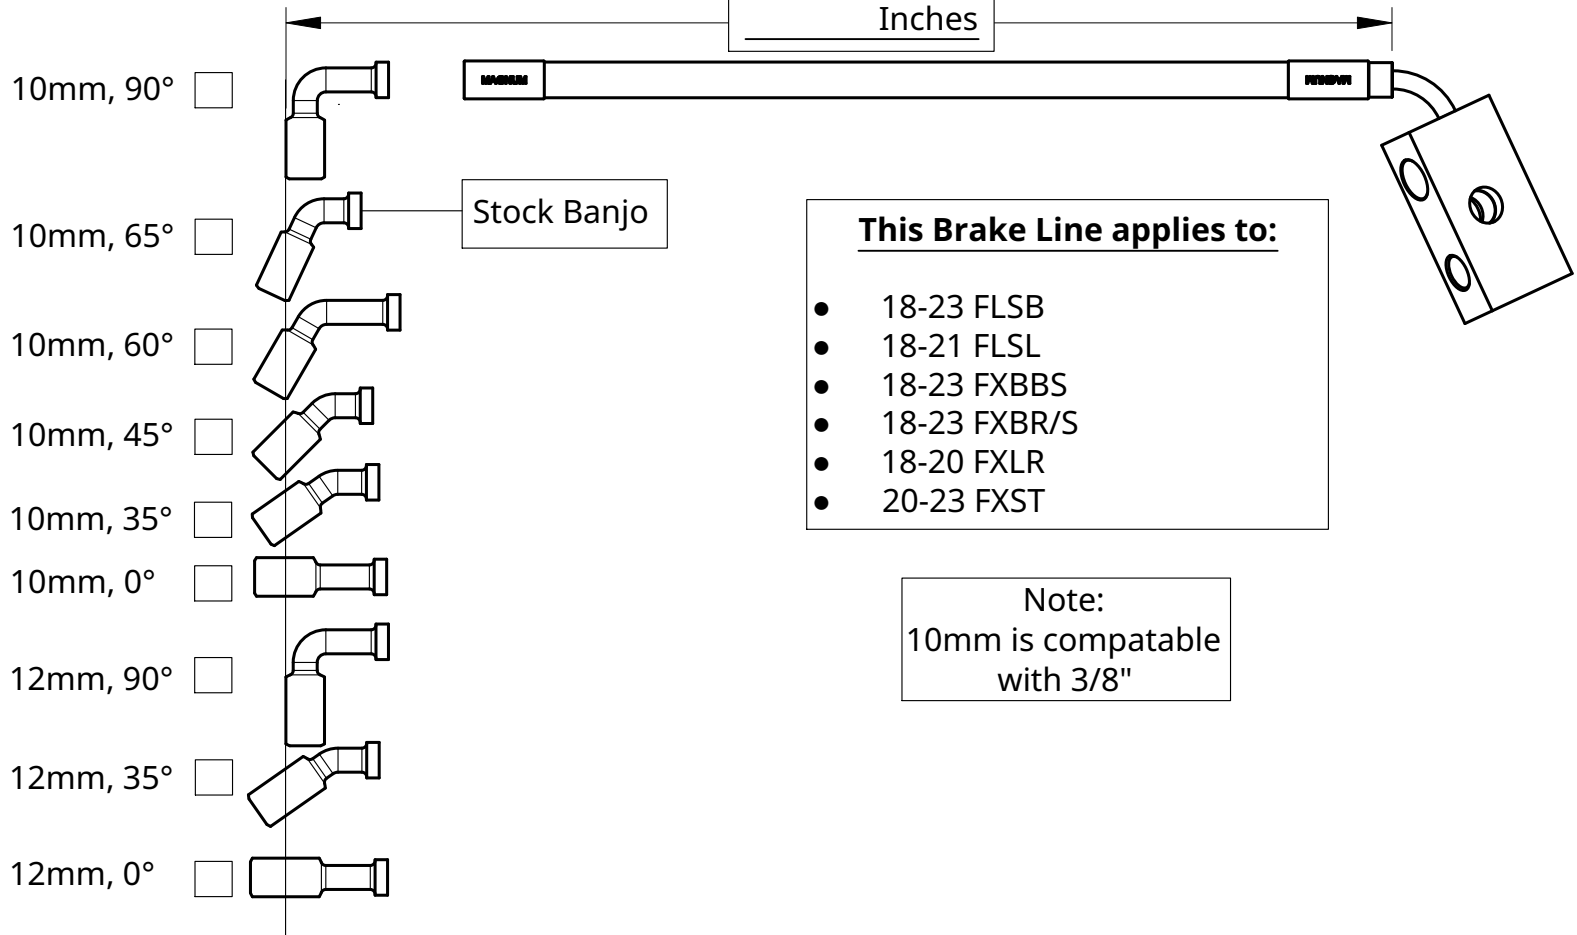 Inches
10mm, 90°
MAGNUM
MAGNUM
10mm, 65°
Stock Banjo
This Brake Line applies to:
● 18-23 FLSB
● 18-21 FLSL
● 18-23 FXBBS
● 18-23 FXBR/S
● 18-20 FXLR
● 20-23 FXST
10mm, 60°
10mm, 45°
10mm, 35°
10mm, 0°
Note:
10mm is compatable
with 3/8"
12mm, 90°
12mm, 35°
12mm, 0°